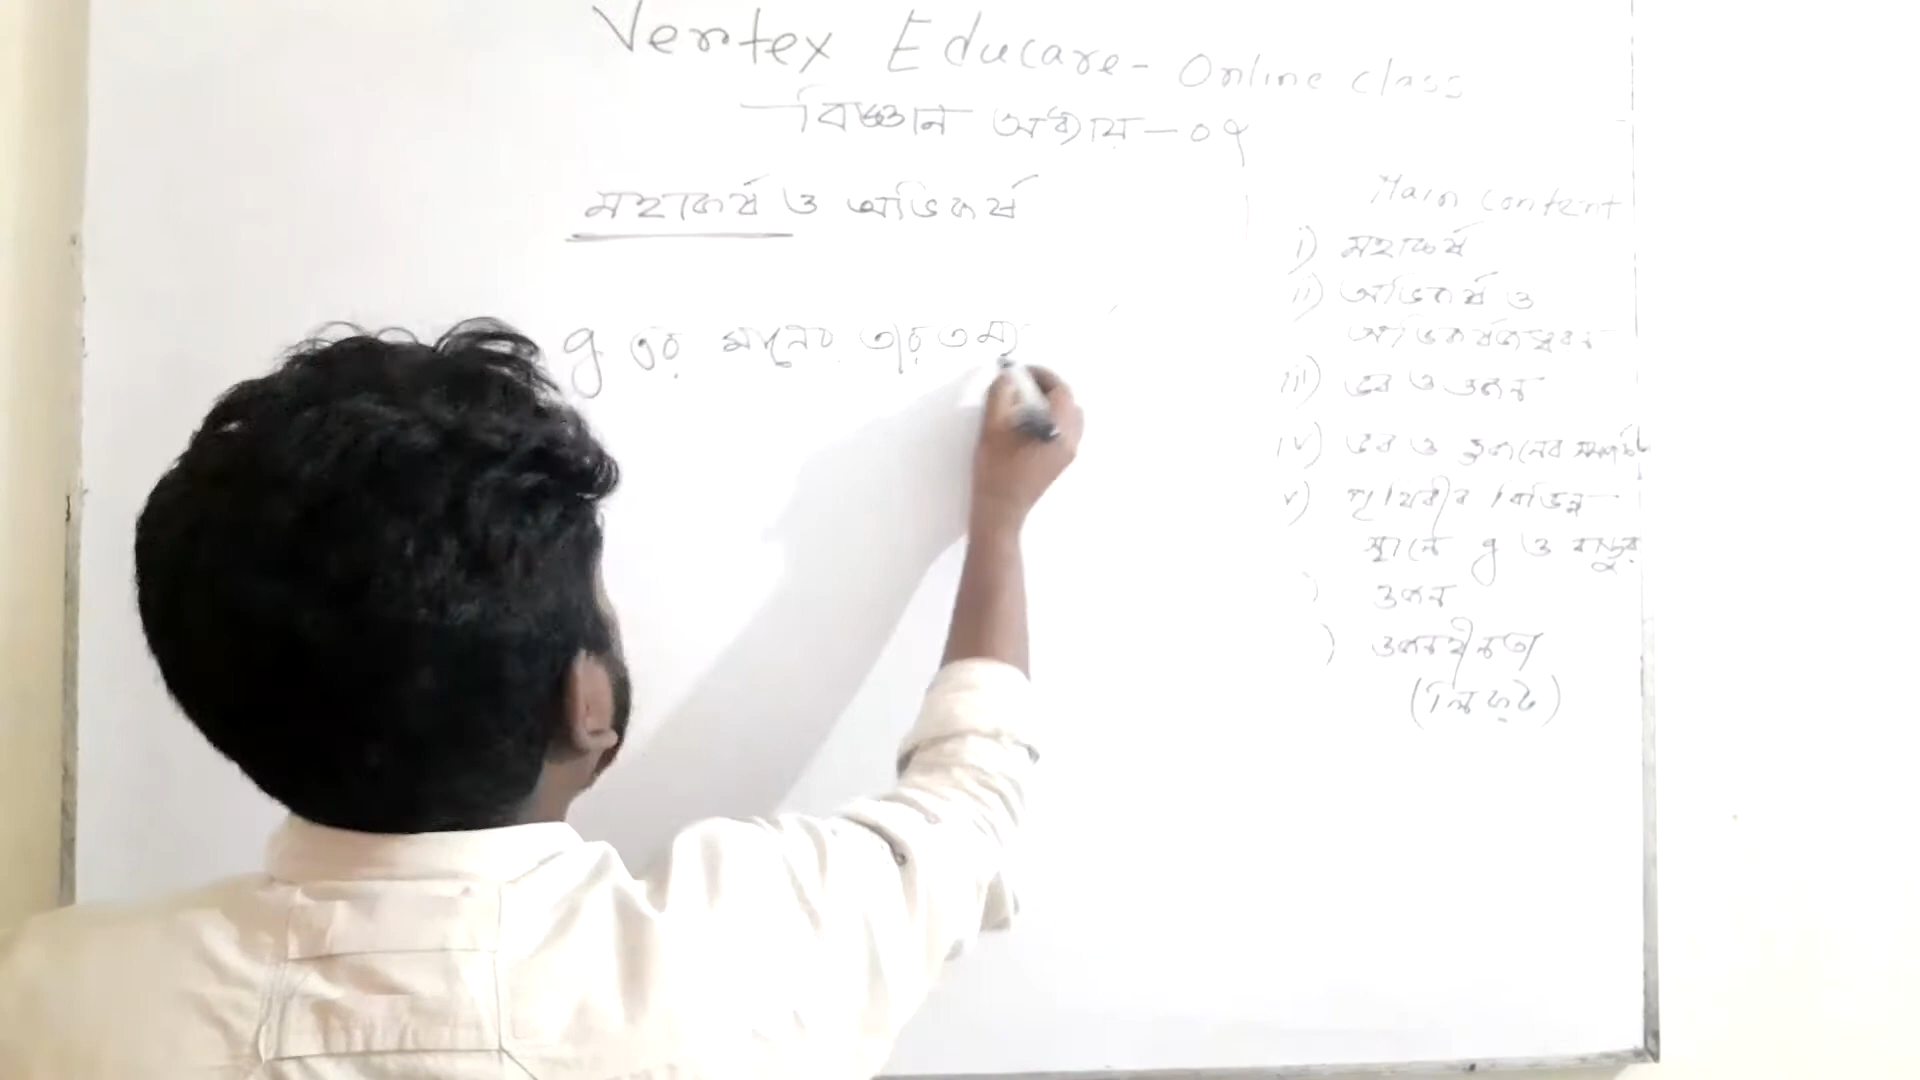 Vertex Educare - Online class
বিজ্ঞান অধ্যায় - ০৭
মহাকর্ষ ও অভিকর্ষ
g এর মানের তারতম্য
Main content
i) মহাকর্ষ
ii) অভিকর্ষ ও
অভিকর্ষজ ত্বরণ
iii) ভর ও ওজন
iv) ভর ও ওজনের সম্পর্ক
v) পৃথিবীর বিভিন্ন
স্থানে g ও বস্তুর
) ওজন
) ওজনহীনতা
(লিফট)